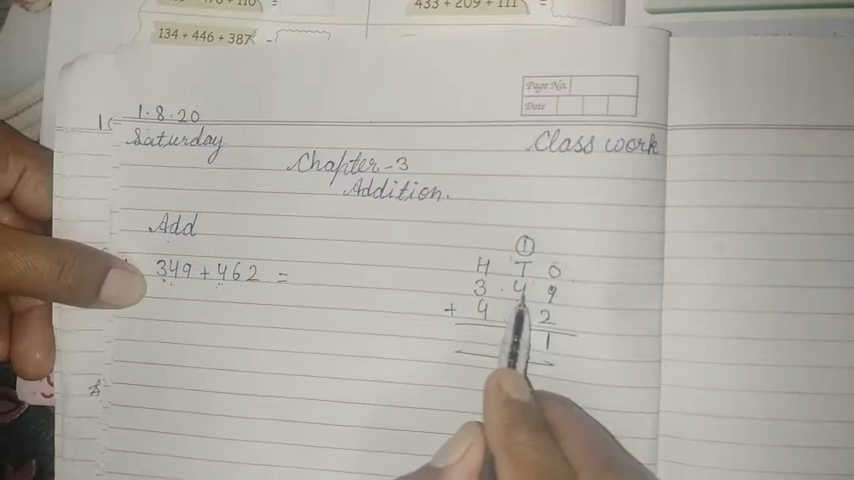 433 + 209 + 111 =
134 + 446 + 387
Page No.
Date
1.8.20
Saturday
Class work
Chapter-3
Addition.
Add
349 + 462 =
1
H T O
3 4 9
+ 4 2
1